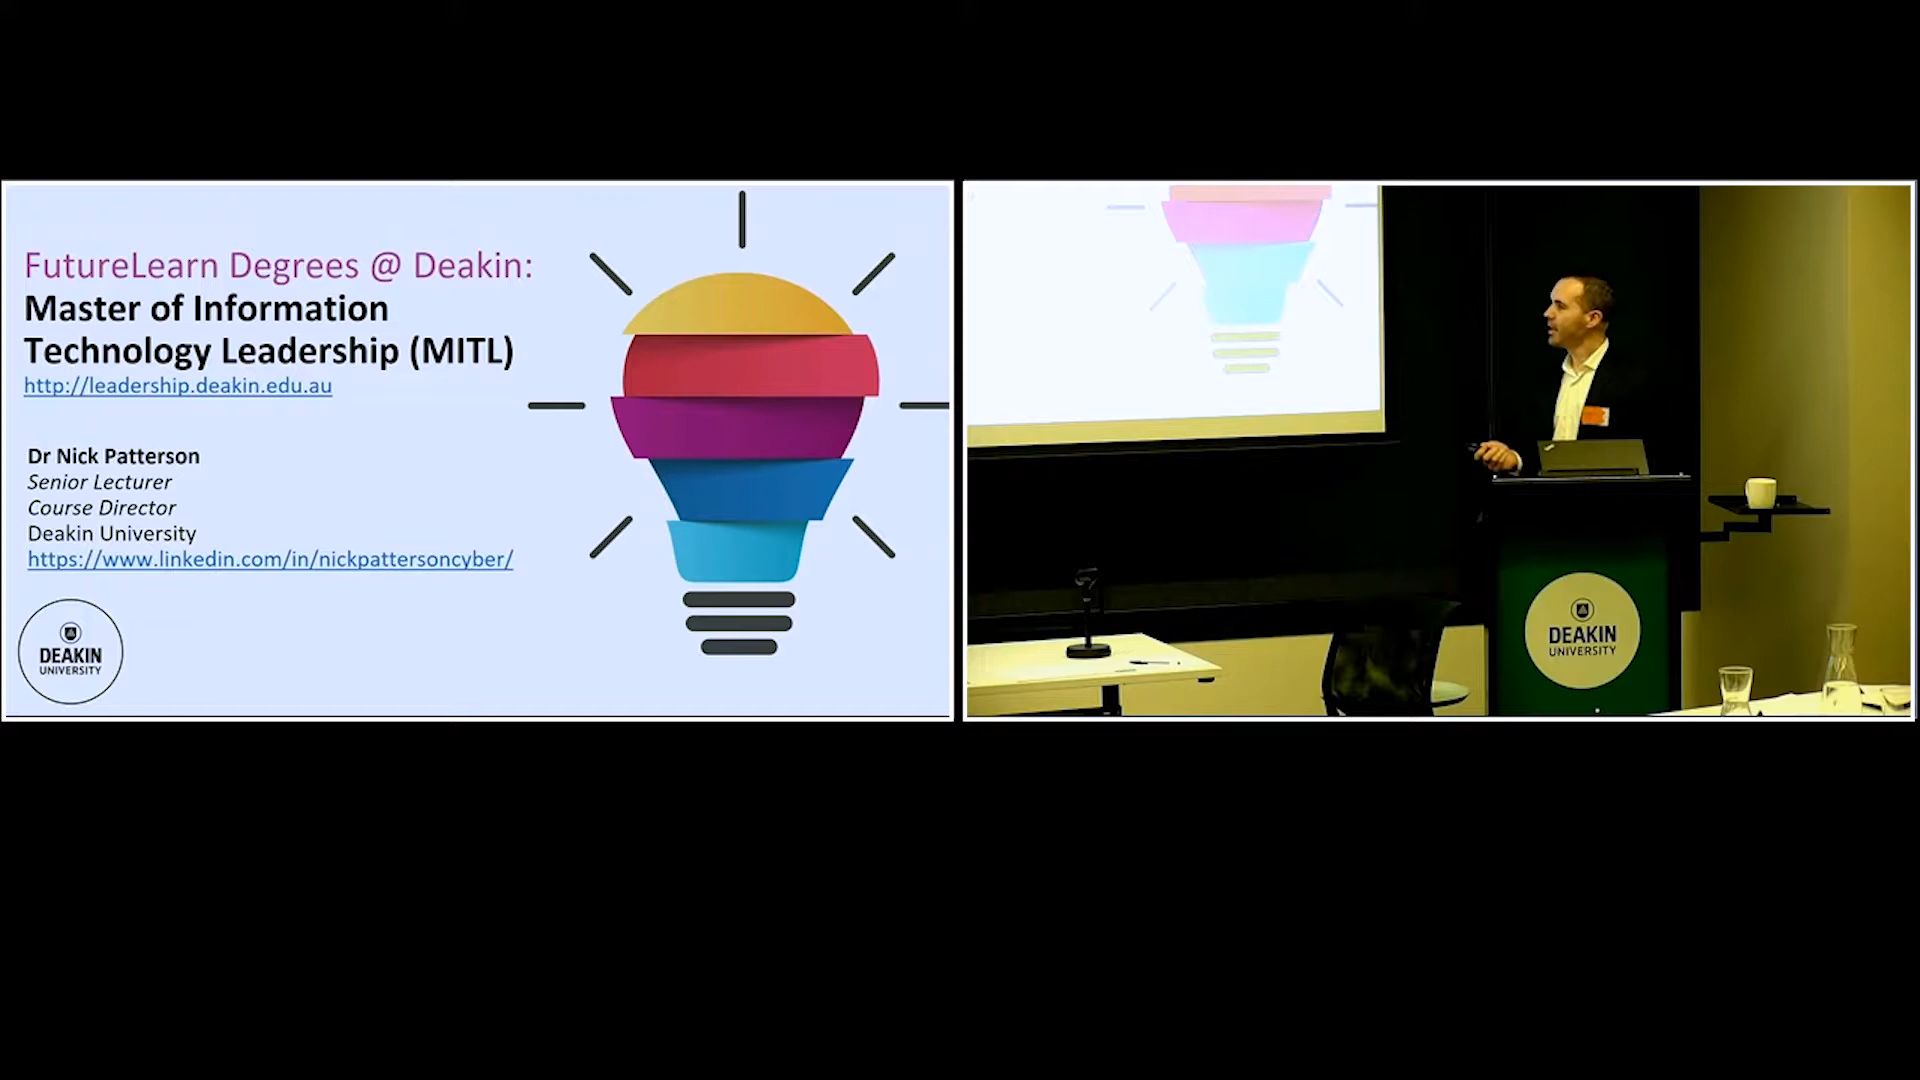 FutureLearn Degrees @ Deakin:
Master of Information
Technology Leadership (MITL)
http://leadership.deakin.edu.au
Dr Nick Patterson
Senior Lecturer
Course Director
Deakin University
https://www.linkedin.com/in/nickpattersoncyber/
DEAKIN
UNIVERSITY
DEAKIN
UNIVERSITY